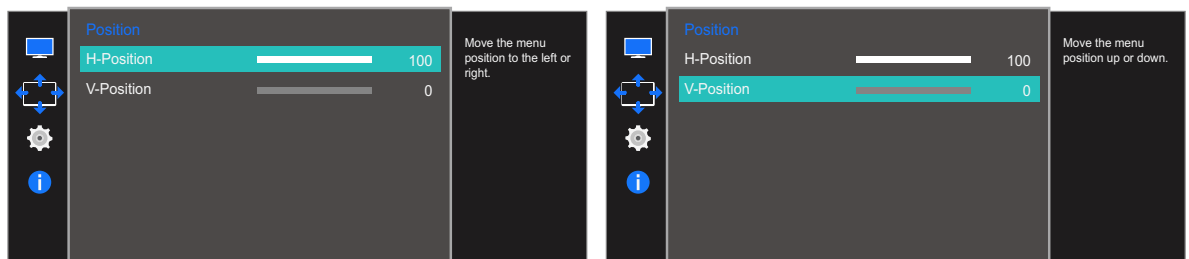 Position
H-Position 100
V-Position 0
Move the menu
position to the left or
right.
i
Position
H-Position 100
V-Position 0
Move the menu
position up or down.
i